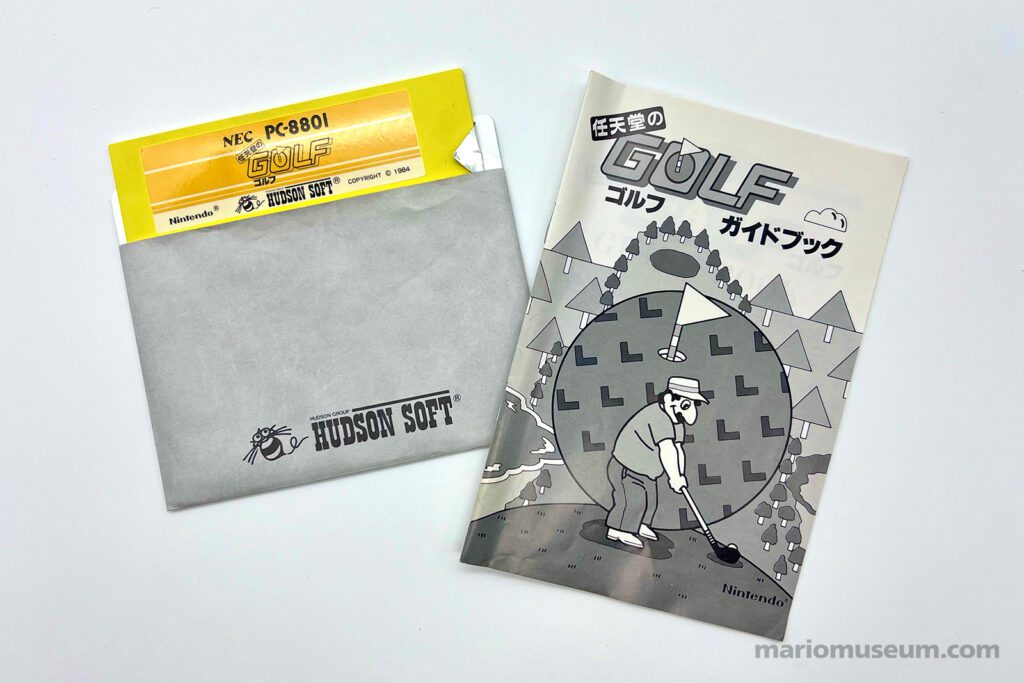 NEC PC-8801
任天堂の
GOLF
ゴルフ
Nintendo®
HUDSON SOFT®
COPYRIGHT © 1984
HUDSON GROUP
HUDSON SOFT®
任天堂の
GOLF
ゴルフ
ガイドブック
Nintendo®
mariomuseum.com